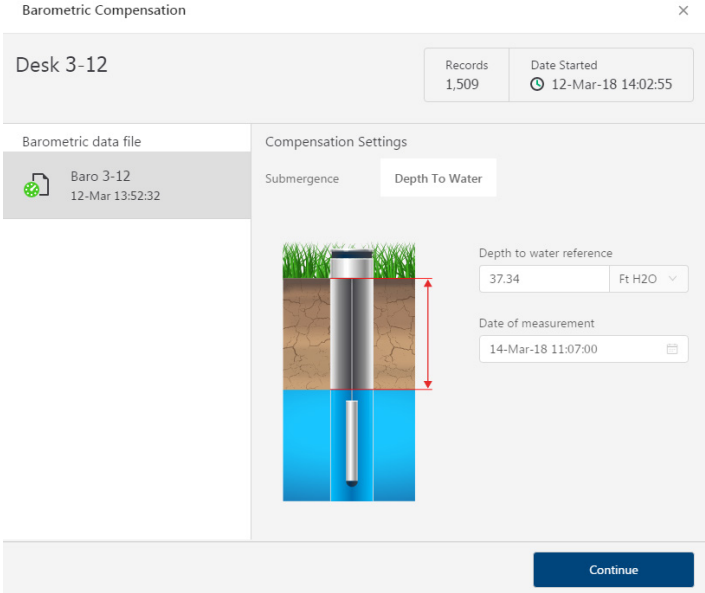 Barometric Compensation
Desk 3-12
Records
1,509
Date Started
12-Mar-18 14:02:55
Barometric data file
Baro 3-12
12-Mar 13:52:32
Compensation Settings
Submergence
Depth To Water
Depth to water reference
37.34
Ft H2O
Date of measurement
14-Mar-18 11:07:00
Continue